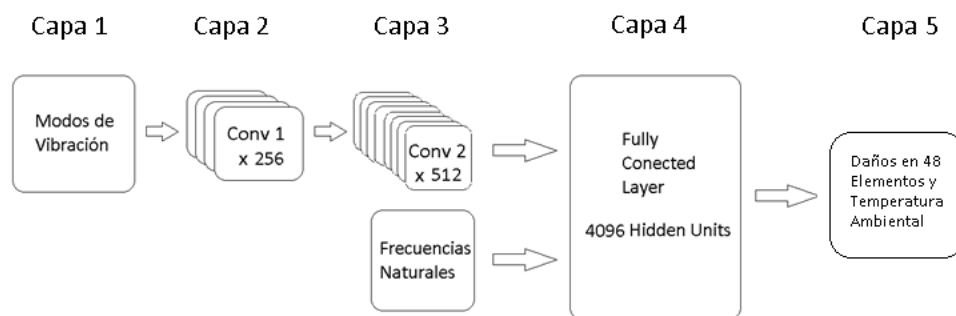 Capa 1
Capa 2
Capa 3
Capa 4
Capa 5
Modos de
Vibración
Conv 1
x 256
Conv 2
x 512
Frecuencias
Naturales
Fully
Conected
Layer
4096 Hidden Units
Daños en 48
Elementos y
Temperatura
Ambiental